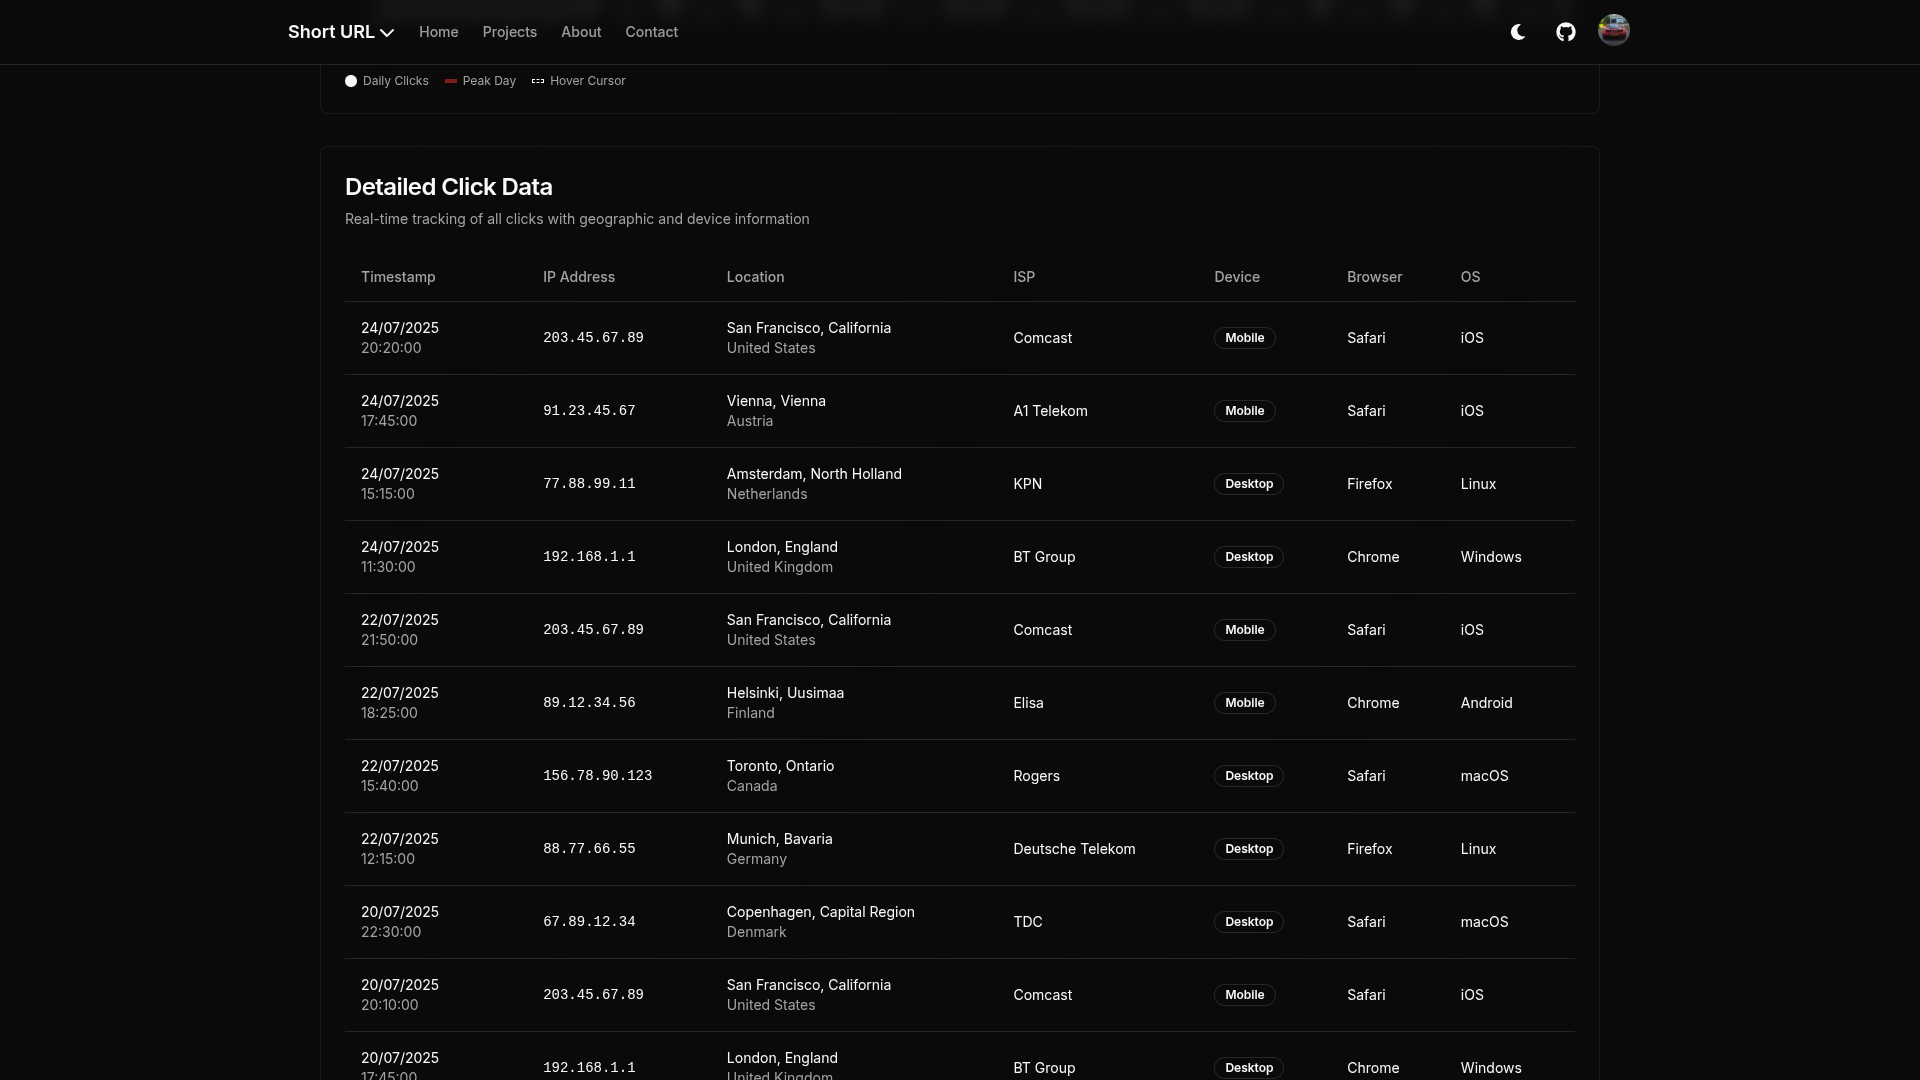 Short URL Home Projects About Contact
Daily Clicks Peak Day Hover Cursor
Detailed Click Data
Real-time tracking of all clicks with geographic and device information
Timestamp IP Address Location ISP Device Browser OS
24/07/2025
20:20:00
203.45.67.89
San Francisco, California
United States
Comcast
Mobile
Safari
iOS
24/07/2025
17:45:00
91.23.45.67
Vienna, Vienna
Austria
A1 Telekom
Mobile
Safari
iOS
24/07/2025
15:15:00
77.88.99.11
Amsterdam, North Holland
Netherlands
KPN
Desktop
Firefox
Linux
24/07/2025
11:30:00
192.168.1.1
London, England
United Kingdom
BT Group
Desktop
Chrome
Windows
22/07/2025
21:50:00
203.45.67.89
San Francisco, California
United States
Comcast
Mobile
Safari
iOS
22/07/2025
18:25:00
89.12.34.56
Helsinki, Uusimaa
Finland
Elisa
Mobile
Chrome
Android
22/07/2025
15:40:00
156.78.90.123
Toronto, Ontario
Canada
Rogers
Desktop
Safari
macOS
22/07/2025
12:15:00
88.77.66.55
Munich, Bavaria
Germany
Deutsche Telekom
Desktop
Firefox
Linux
20/07/2025
22:30:00
67.89.12.34
Copenhagen, Capital Region
Denmark
TDC
Desktop
Safari
macOS
20/07/2025
20:10:00
203.45.67.89
San Francisco, California
United States
Comcast
Mobile
Safari
iOS
20/07/2025
17:45:00
192.168.1.1
London, England
United Kingdom
BT Group
Desktop
Chrome
Windows